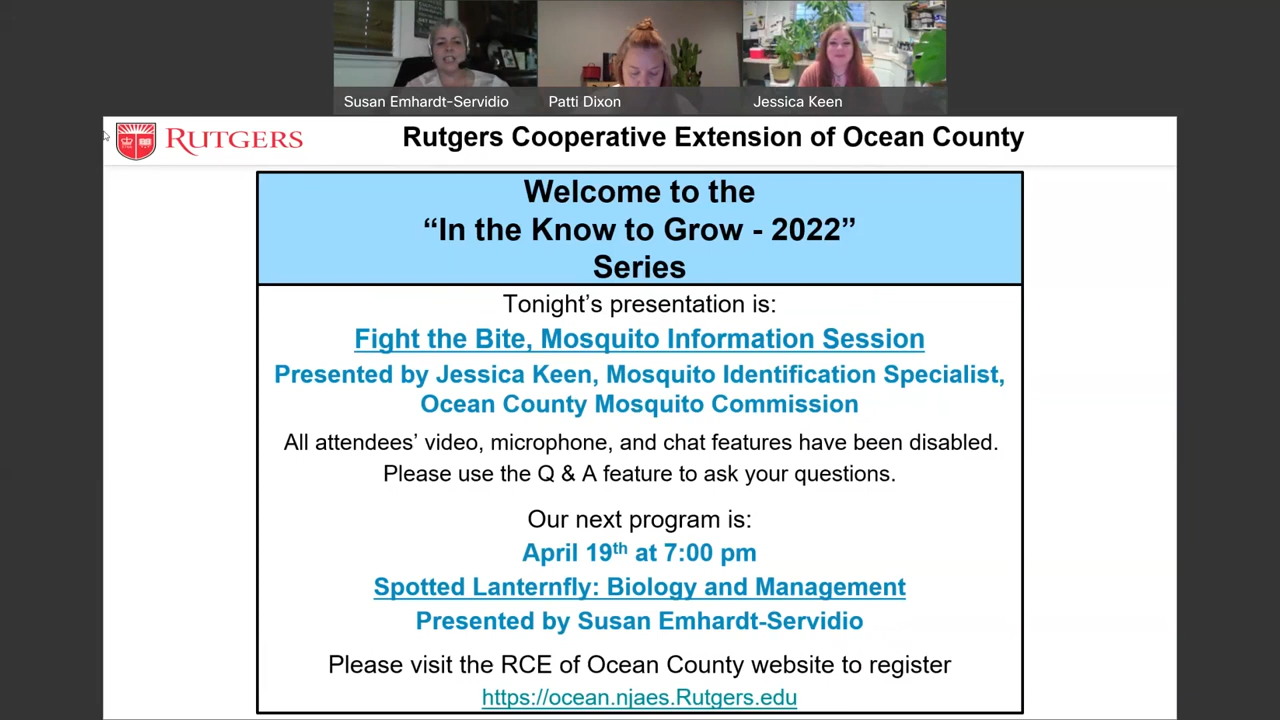 Susan Emhardt-Servidio
Patti Dixon
Jessica Keen
RUTGERS
Rutgers Cooperative Extension of Ocean County
Welcome to the
“In the Know to Grow - 2022”
Series
Tonight’s presentation is:
Fight the Bite, Mosquito Information Session
Presented by Jessica Keen, Mosquito Identification Specialist,
Ocean County Mosquito Commission
All attendees’ video, microphone, and chat features have been disabled.
Please use the Q & A feature to ask your questions.
Our next program is:
April 19th at 7:00 pm
Spotted Lanternfly: Biology and Management
Presented by Susan Emhardt-Servidio
Please visit the RCE of Ocean County website to register
https://ocean.njaes.Rutgers.edu